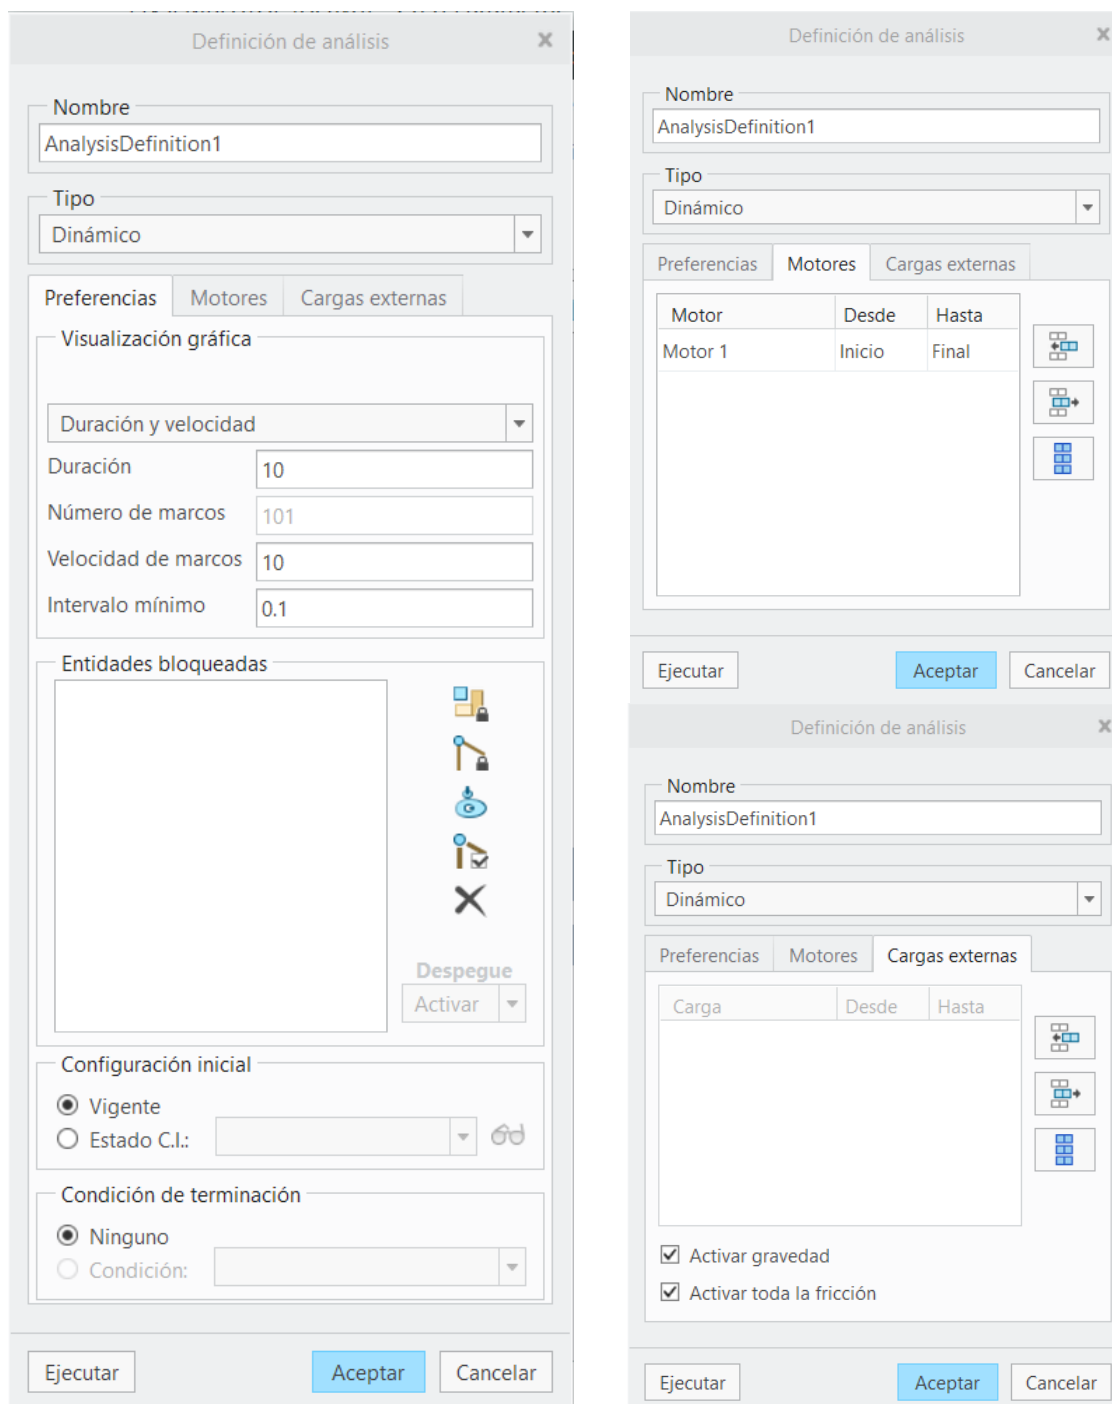 Definición de análisis
Nombre
AnalysisDefinition1
Tipo
Dinámico
Preferencias Motores Cargas externas
Visualización gráfica
Duración y velocidad
Duración 10
Número de marcos 101
Velocidad de marcos 10
Intervalo mínimo 0.1
Entidades bloqueadas
Despegue
Activar
Configuración inicial
Vigente
Estado C.I.:
Condición de terminación
Ninguno
Condición:
Ejecutar Aceptar Cancelar
Definición de análisis
Nombre
AnalysisDefinition1
Tipo
Dinámico
Preferencias Motores Cargas externas
Motor Desde Hasta
Motor 1 Inicio Final
Ejecutar Aceptar Cancelar
Definición de análisis
Nombre
AnalysisDefinition1
Tipo
Dinámico
Preferencias Motores Cargas externas
Carga Desde Hasta
Activar gravedad
Activar toda la fricción
Ejecutar Aceptar Cancelar